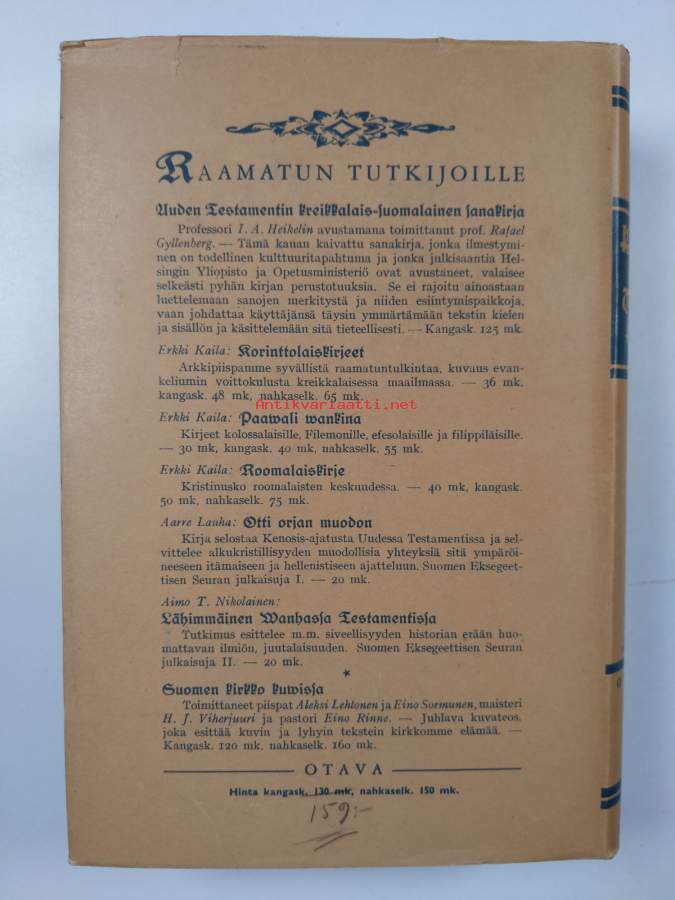 RAAMATUN TUTKIJOILLE
Uuden Testamentin kreikkalais-suomalainen sanakirja
Professori I. A. Heikelin avustamana toimittanut prof. Rafael
Gyllenberg. — Tämä kauan kaivattu sanakirja, jonka ilmestymi-
nen on todellinen kulttuuritapahtuma ja jonka julkisaantia Hel-
singin Yliopisto ja Opetusministeriö ovat avustaneet, valaisee
selkeästi pyhän kirjan perustotuuksia. Se ei rajoitu ainoastaan
luettelemaan sanojen merkitystä ja niiden esiintymispaikkoja,
vaan johdattaa käyttäjänsä täysin ymmärtämään tekstin kielen
ja sisällön ja käsittelemään sitä tieteellisesti. — Kangask. 125 mk.
Erkki Kaila: Korinttolaiskirjeet
Arkkipiispamme syvällistä raamatuntulkintaa, kuvaus evan-
keliumin voittokulusta kreikkalaisessa maailmassa. — 36 mk,
kangask. 48 mk, nahkaselk. 65 mk.
Antikvariaatti.net
Erkki Kaila: Paawali wankina
Kirjeet kolossalaisille, Filemonille, efesolaisille ja filippiläisille.
— 30 mk, kangask. 40 mk, nahkaselk. 55 mk.
Erkki Kaila: Roomalaiskirje
Kristinusko roomalaisten keskuudessa. — 40 mk, kangask.
50 mk, nahkaselk. 75 mk.
Aarre Lauha: Otti orjan muodon
Kirja selostaa Kenosis-ajatusta Uudessa Testamentissa ja sel-
vittelee alkukristillisyyden muodollisia yhteyksiä sitä ympäröi-
neeseen itämaiseen ja hellenistiseen ajatteluun. Suomen Eksegeet-
tisen Seuran julkaisuja I. — 20 mk.
Aimo T. Nikolainen:
Lähimmäinen Wanhassa Testamentissa
Tutkimus esittelee m.m. siveellisyyden historian erään huo-
mattavan ilmiön, juutalaisuuden. Suomen Eksegeettisen Seuran
julkaisuja II. — 20 mk.
Suomen kirkko kuwissa
Toimittaneet piispat Aleksi Lehtonen ja Eino Sormunen, maisteri
H. J. Viherjuuri ja pastori Eino Rinne. — Juhlava kuvateos,
joka esittää kuvin ja lyhyin tekstein kirkkomme elämää. —
Kangask. 120 mk, nahkaselk. 160 mk.
OTAVA
Hinta kangask. 130 mk, nahkaselk. 150 mk.
159:-